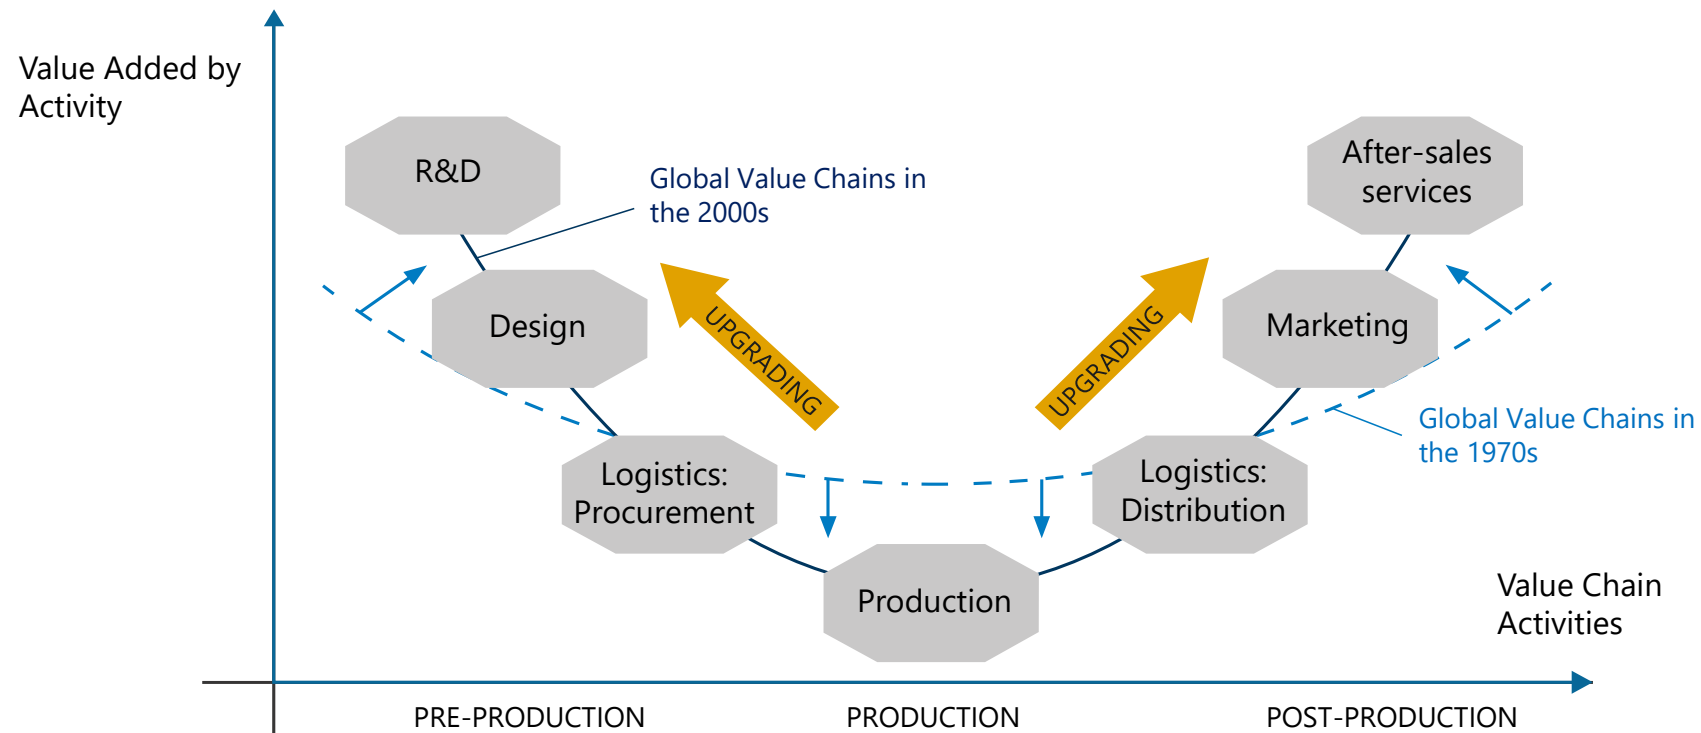 Value Added by
Activity
R&D
After-sales
services
Global Value Chains in
the 2000s
Design
UPGRADING
UPGRADING
Marketing
Global Value Chains in
the 1970s
Logistics:
Procurement
Logistics:
Distribution
Production
Value Chain
Activities
PRE-PRODUCTION
PRODUCTION
POST-PRODUCTION